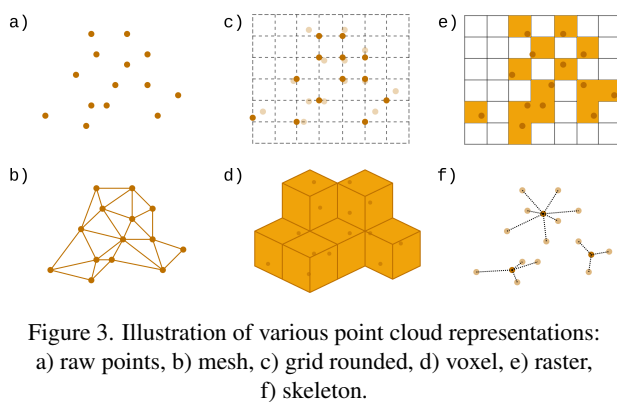 a)
c)
e)
b)
d)
f)
Figure 3. Illustration of various point cloud representations:
a) raw points, b) mesh, c) grid rounded, d) voxel, e) raster,
f) skeleton.